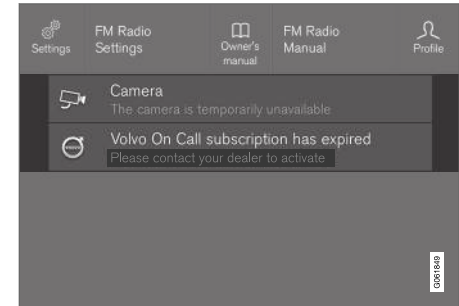 Settings
FM Radio
Settings
Owner's
manual
FM Radio
Manual
Profile
Camera
The camera is temporarily unavailable
Volvo On Call subscription has expired
Please contact your dealer to activate
G061849